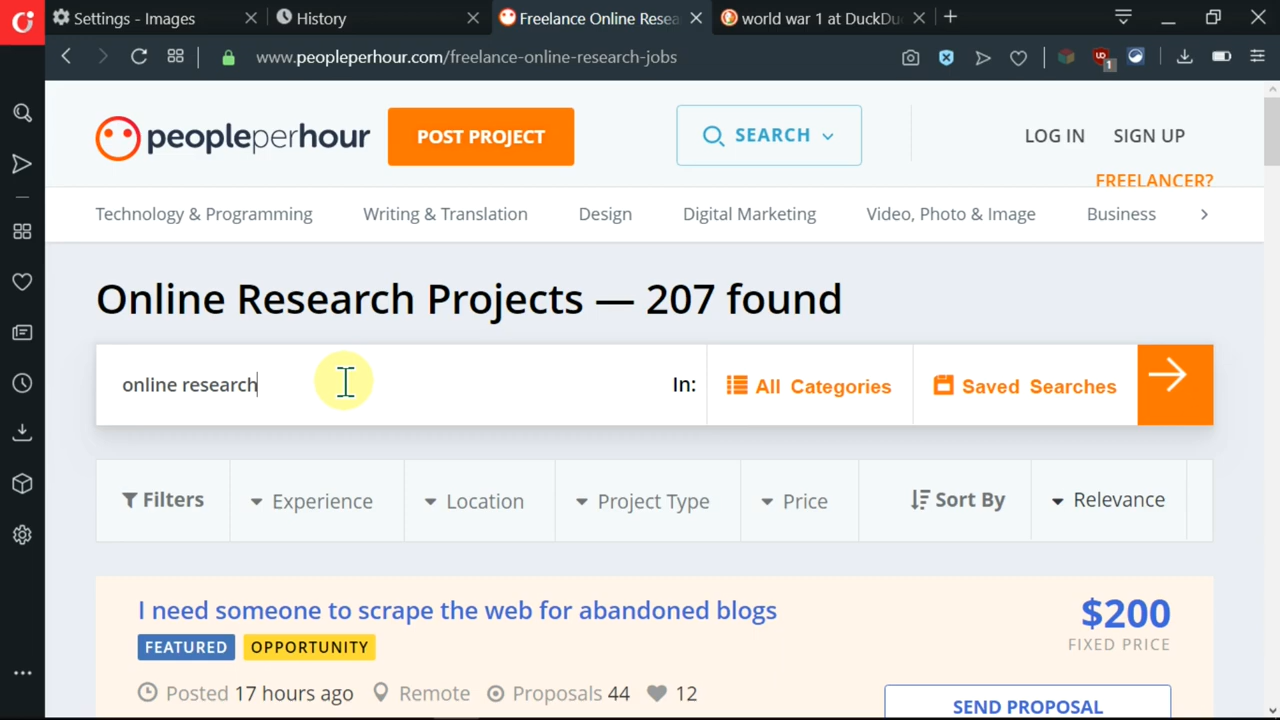 Settings - Images
History
Freelance Online Resea
world war 1 at DuckDu
www.peopleperhour.com/freelance-online-research-jobs
1
peopleperhour
POST PROJECT
SEARCH
LOG IN
SIGN UP
FREELANCER?
Technology & Programming
Writing & Translation
Design
Digital Marketing
Video, Photo & Image
Business
Online Research Projects — 207 found
online research
In:
All Categories
Saved Searches
Filters
Experience
Location
Project Type
Price
Sort By
Relevance
I need someone to scrape the web for abandoned blogs
$200
FEATURED
OPPORTUNITY
FIXED PRICE
Posted 17 hours ago
Remote
Proposals 44
12
SEND PROPOSAL